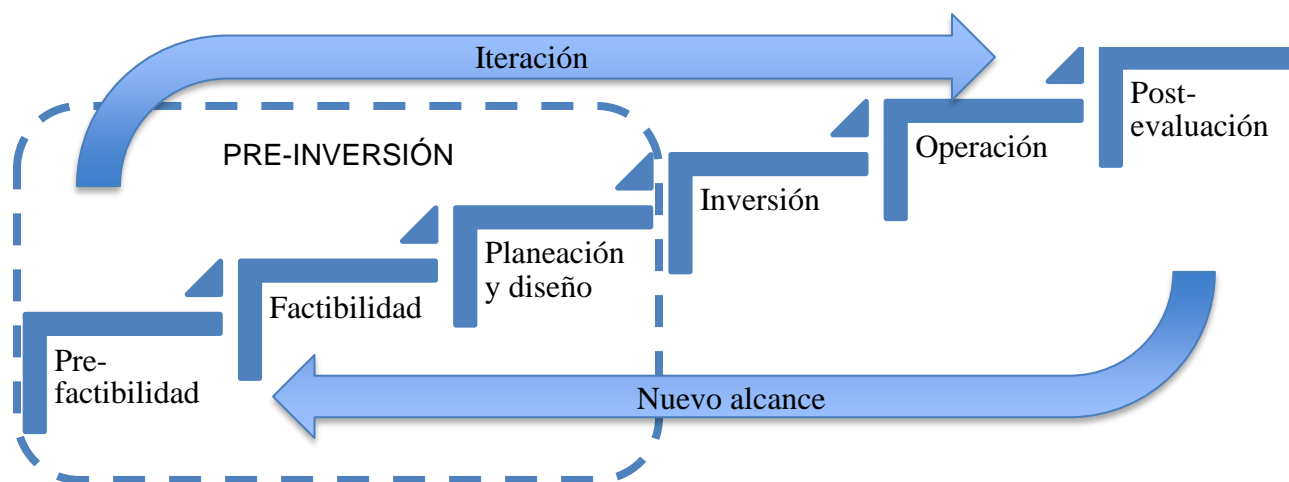 Iteración
PRE-INVERSIÓN
Post-
evaluación
Operación
Inversión
Planeación
y diseño
Factibilidad
Pre-
factibilidad
Nuevo alcance